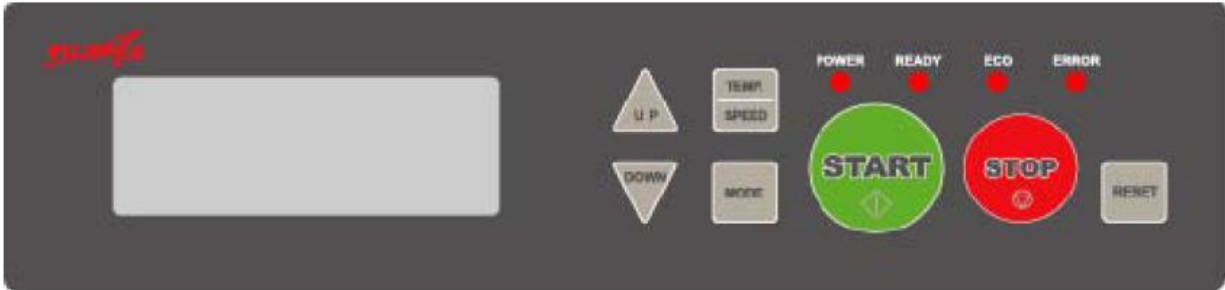 POWER READY ECO ERROR
UP
TEMP.
SPEED
START
STOP
DOWN
MODE
RESET